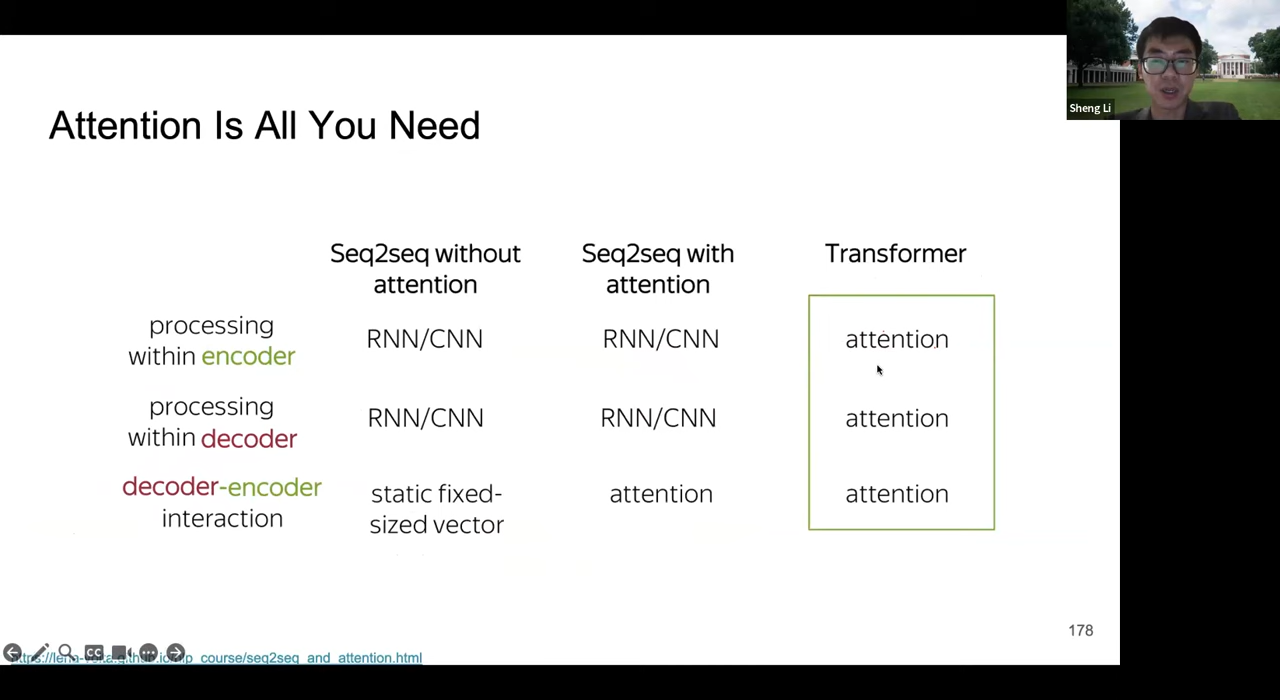 Sheng Li
Attention Is All You Need
Seq2seq without
attention
Seq2seq with
attention
Transformer
processing
within encoder
RNN/CNN
RNN/CNN
attention
processing
within decoder
RNN/CNN
RNN/CNN
attention
decoder-encoder
interaction
static fixed-
sized vector
attention
attention
178
CC
course/seq2seq_and_attention.html